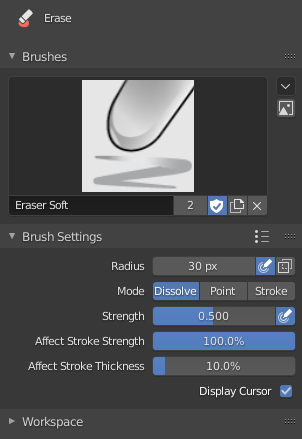 Erase
Brushes
Eraser Soft 2
Brush Settings
Radius 30 px
Mode Dissolve Point Stroke
Strength 0.500
Affect Stroke Strength 100.0%
Affect Stroke Thickness 10.0%
Display Cursor
Workspace